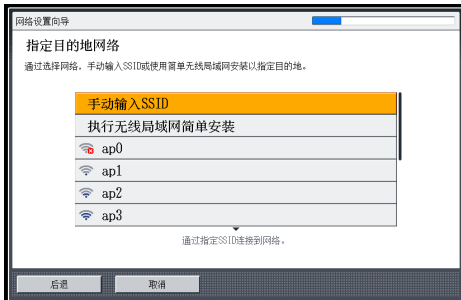 网络设置向导
指定目的地网络
通过选择网络，手动输入SSID或使用简单无线局域网安装以指定目的地。
手动输入SSID
执行无线局域网简单安装
ap0
ap1
ap2
ap3
通过指定SSID连接到网络。
后退
取消